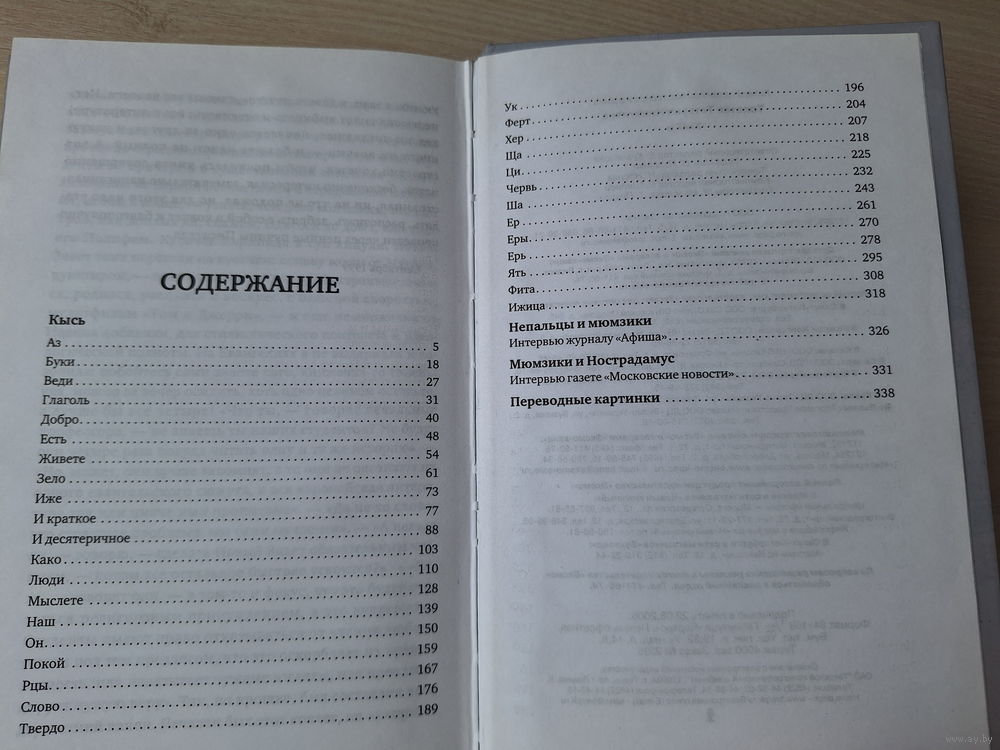 СОДЕРЖАНИЕ
Кысь
Аз 5
Буки 18
Веди 27
Глаголь 31
Добро 40
Есть 48
Живете 54
Зело 61
Иже 73
И краткое 77
И десятеричное 88
Како 103
Люди 110
Мыслете 128
Наш 139
Он 150
Покой 159
Рцы 167
Слово 176
Твердо 189
Ук 196
Ферт 204
Хер 207
Ща 218
Ци 225
Червь 232
Ша 243
Ер 261
Еры 270
Ерь 278
Ять 295
Фита 308
Ижица 318
Непальцы и мюмзики
Интервью журналу «Афиша» 326
Мюмзики и Нострадамус
Интервью газете «Московские новости» 331
Переводные картинки 338
www.ay.by